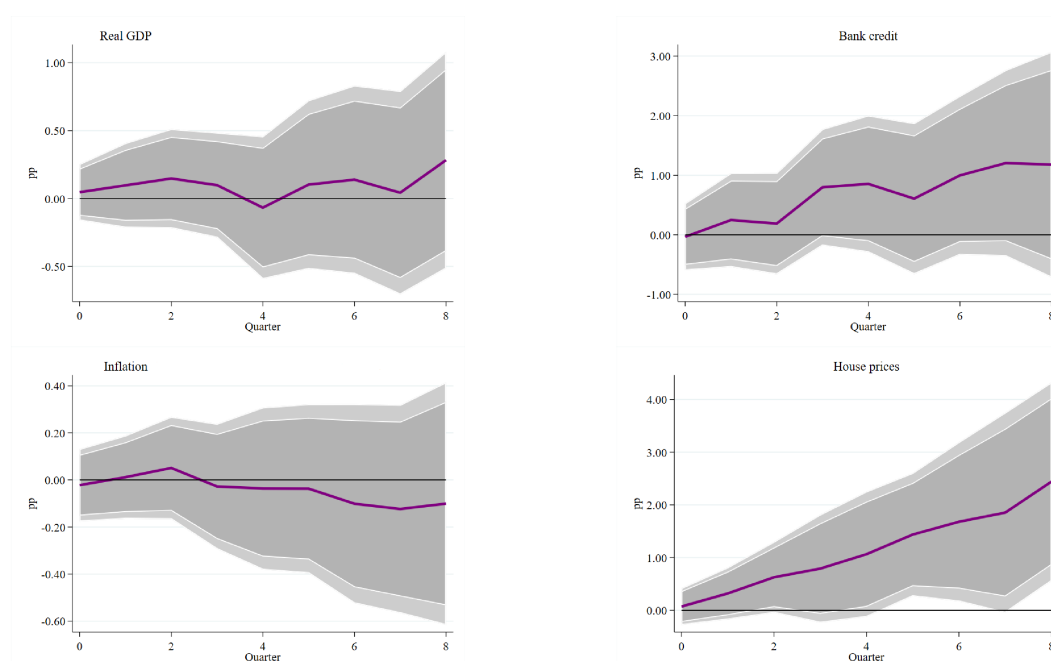 Real GDP
1.00
0.50
0.00
-0.50
pp
0 2 4 6 8
Quarter
Bank credit
3.00
2.00
1.00
0.00
-1.00
pp
0 2 4 6 8
Quarter
Inflation
0.40
0.20
0.00
-0.20
-0.40
-0.60
pp
0 2 4 6 8
Quarter
House prices
4.00
3.00
2.00
1.00
0.00
pp
0 2 4 6 8
Quarter